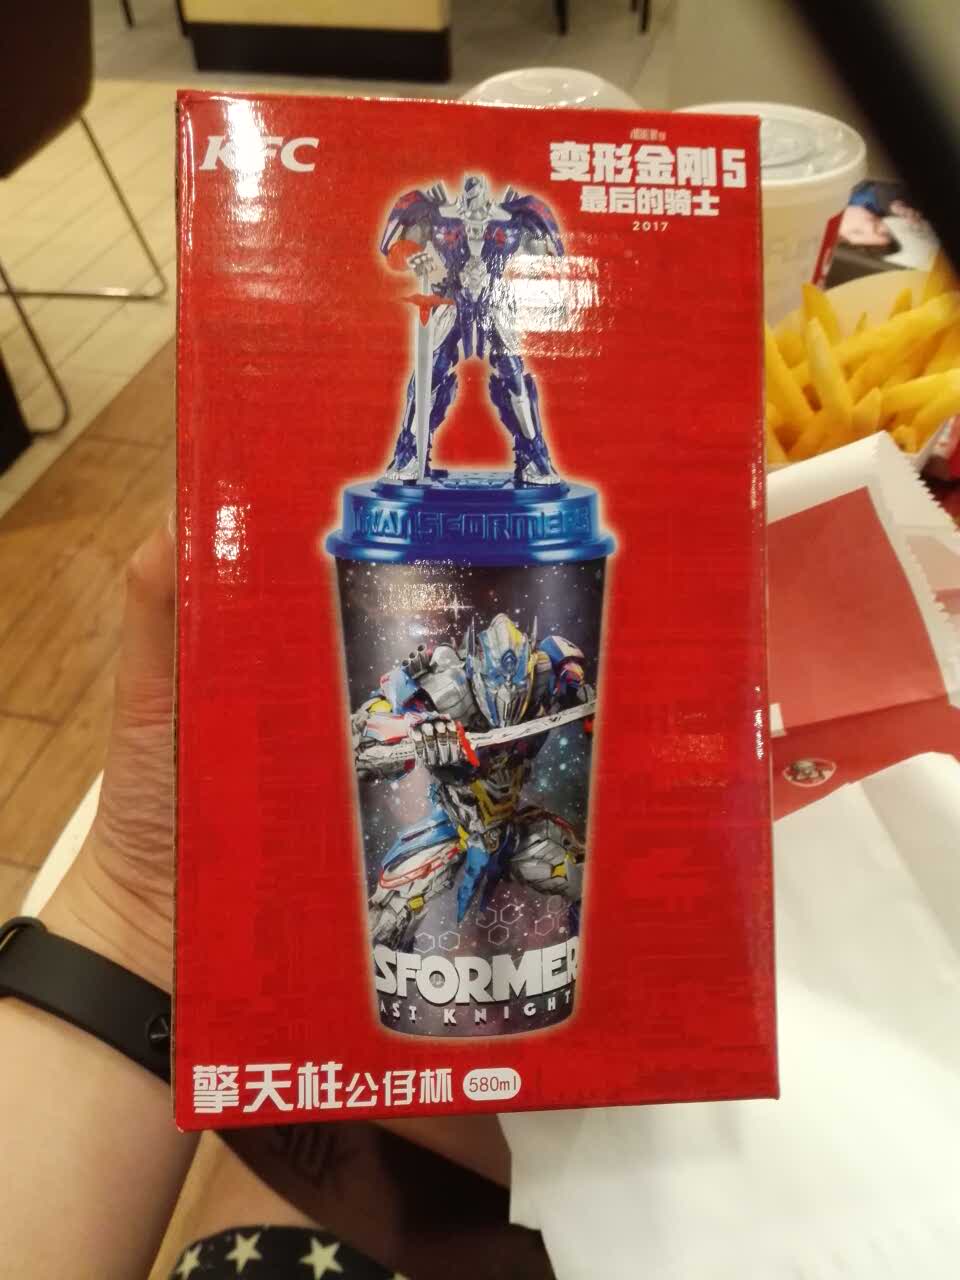 KFC
变形金刚5
最后的骑士
2017
TRANSFORMERS
SFORMER
AST KNIGHT
擎天柱公仔杯 580ml